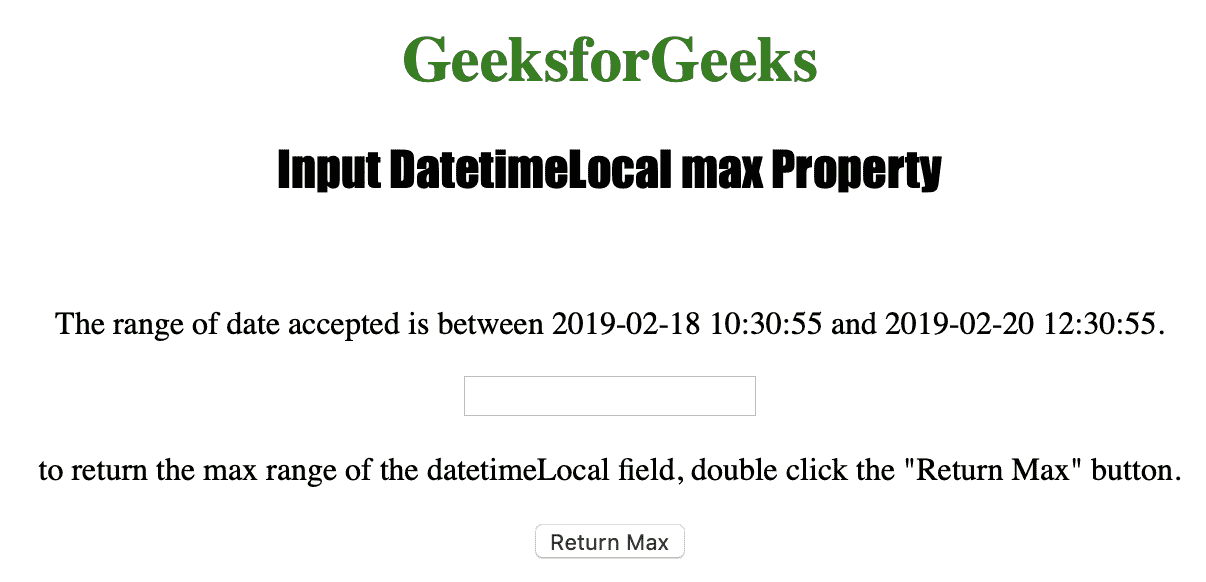 GeeksforGeeks
Input DatetimeLocal max Property
The range of date accepted is between 2019-02-18 10:30:55 and 2019-02-20 12:30:55.
to return the max range of the datetimeLocal field, double click the "Return Max" button.
Return Max